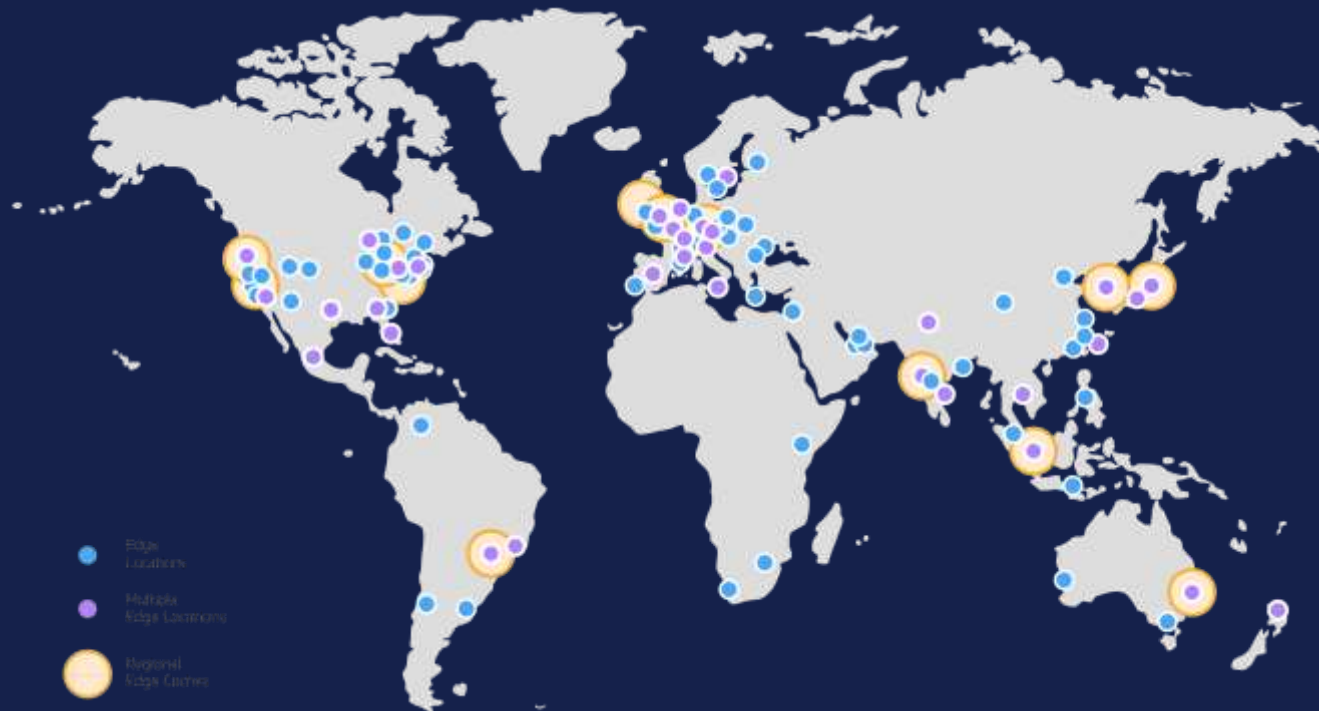 Edge
Locations
Multiple
Edge Locations
Regional
Edge Caches